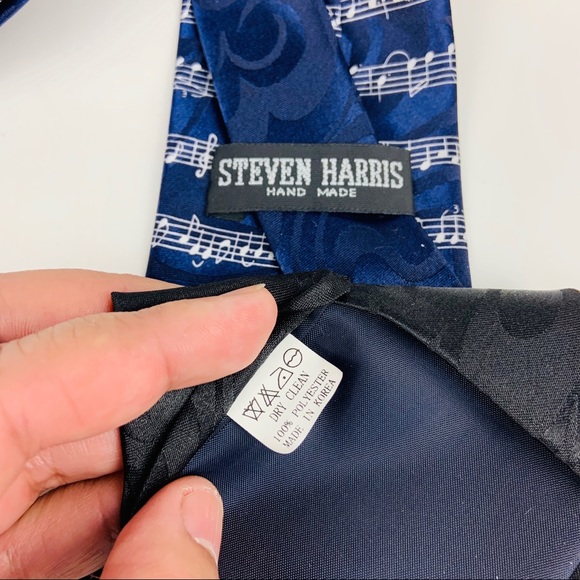 STEVEN HARRIS
HAND MADE
DRY CLEAN
100% POLYESTER
MADE IN KOREA